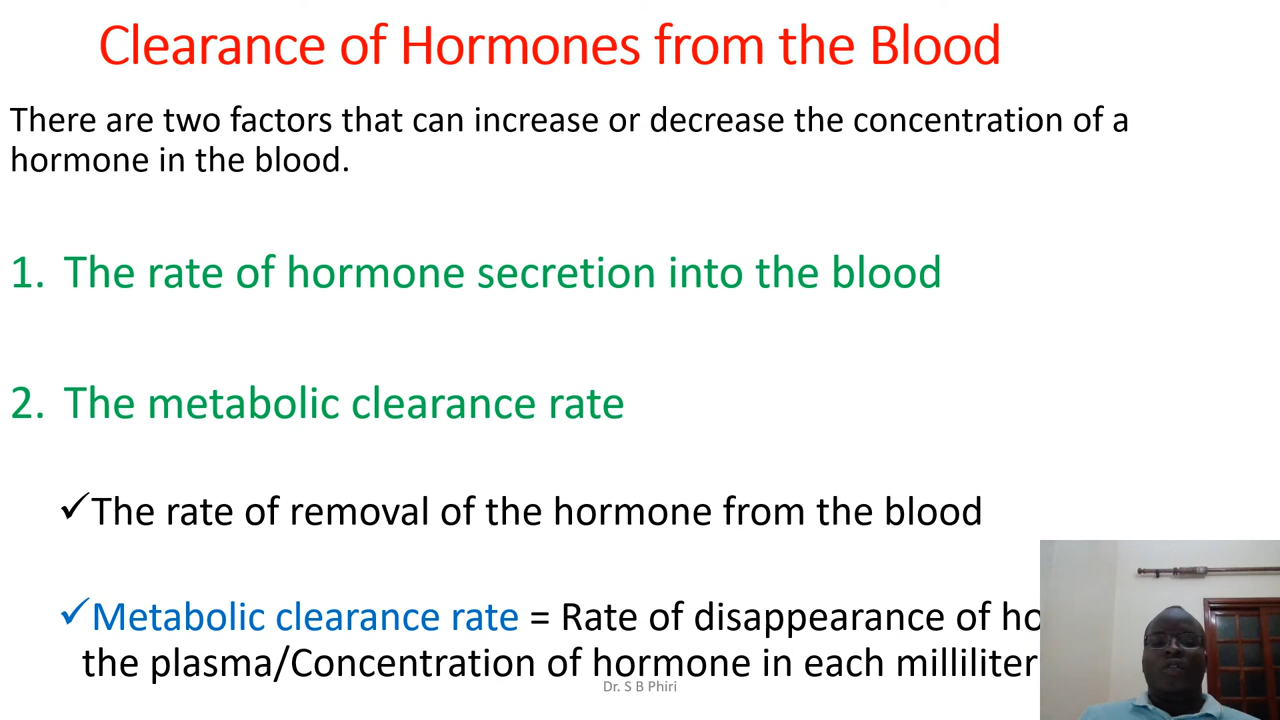 Clearance of Hormones from the Blood
There are two factors that can increase or decrease the concentration of a
hormone in the blood.
1. The rate of hormone secretion into the blood
2. The metabolic clearance rate
✓The rate of removal of the hormone from the blood
✓Metabolic clearance rate = Rate of disappearance of
the plasma/Concentration of hormone in each milliliter
Dr. S B Phiri